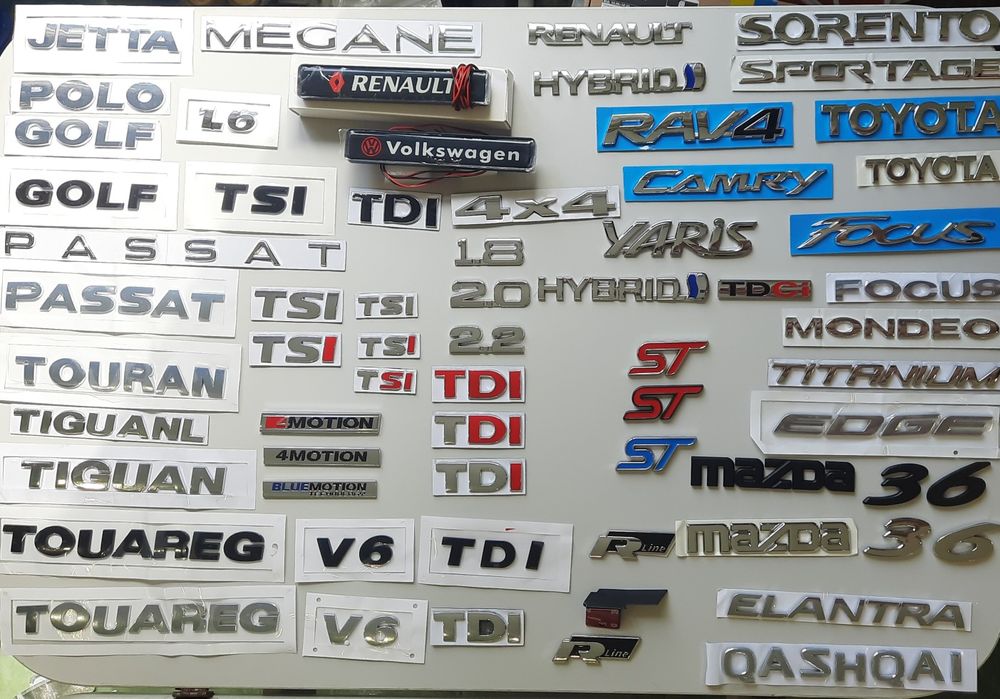 JETTA
MEGANE
RENAULT
SORENTO
POLO
1.6
RENAULT
HYBRID
SPORTAGE
GOLF
Volkswagen
RAV4
TOYOTA
GOLF
TSI
TDI
4x4
CAMRY
TOYOTA
PASSAT
1.8
YARiS
FOCUS
PASSAT
TSI
TSI
2.0
HYBRID
TDCi
FOCUS
TSI
TSI
2.2
ST
MONDEO
TOURAN
TSI
TDI
ST
TITANIUM
TIGUANL
4MOTION
TDI
ST
EDGE
TIGUAN
4MOTION
BLUEMOTION
TDI
mazda
36
TOUAREG
V6
TDI
R Line
mazda
36
TOUAREG
V6
TDI
R Line
ELANTRA
QASHQAI